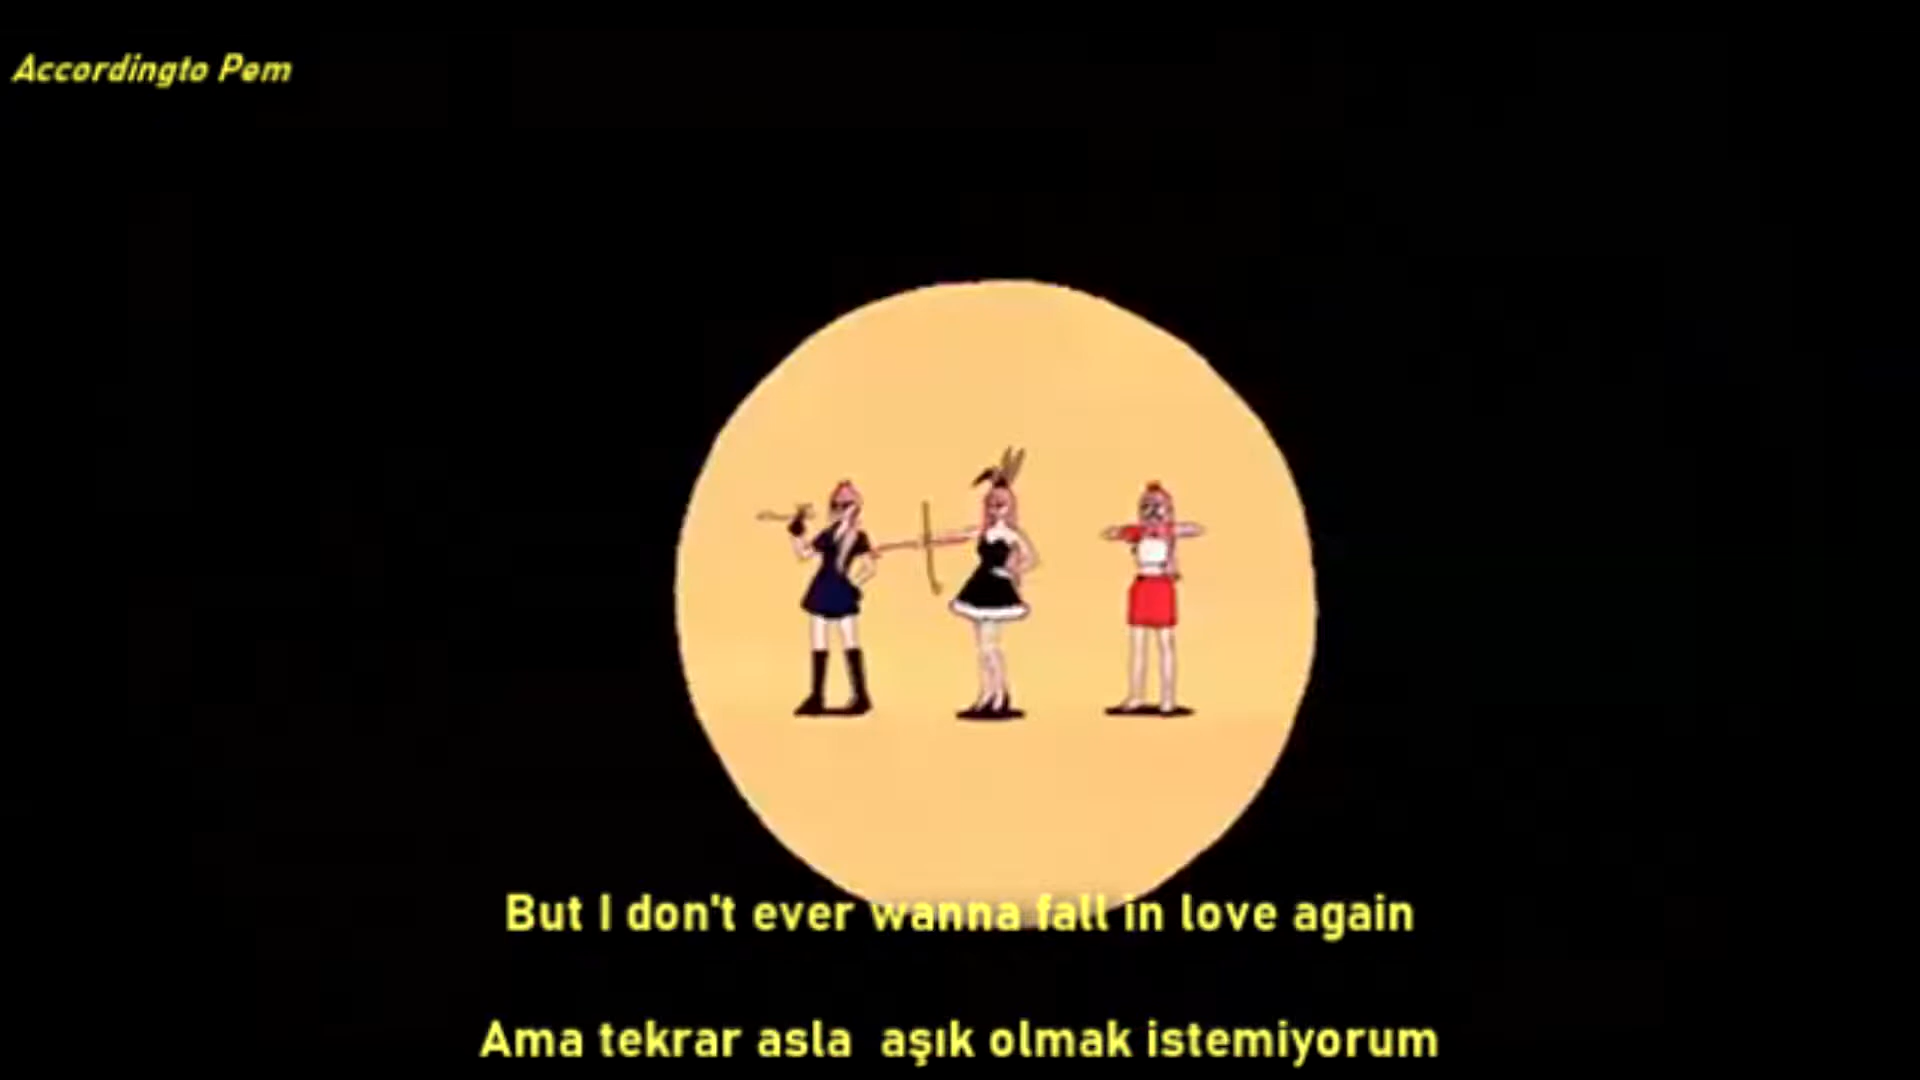 Accordingto Pem
But I don't ever wanna fall in love again
Ama tekrar asla aşık olmak istemiyorum